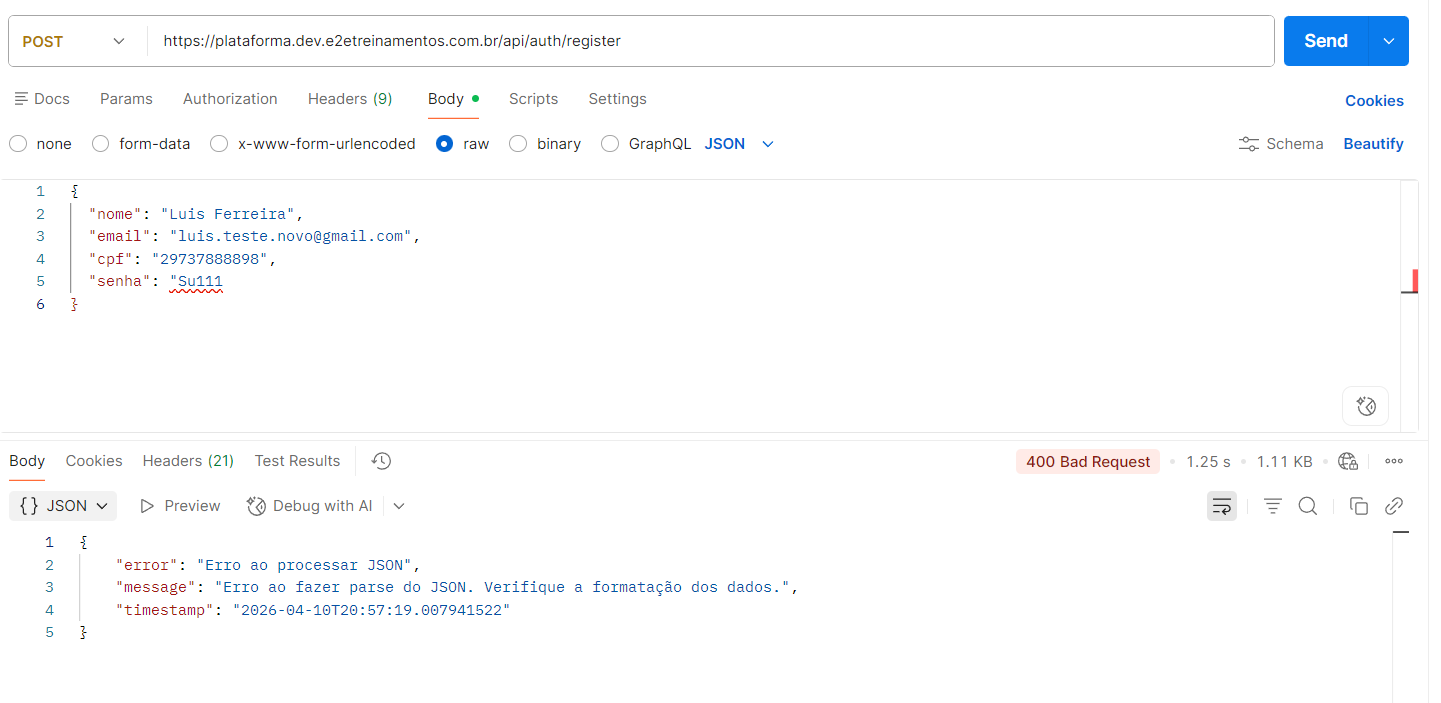 POST https://plataforma.dev.e2etreinamentos.com.br/api/auth/register Send
Docs Params Authorization Headers (9) Body Scripts Settings Cookies
none form-data x-www-form-urlencoded raw binary GraphQL JSON Schema Beautify
1 {
2 "nome": "Luis Ferreira",
3 "email": "luis.teste.novo@gmail.com",
4 "cpf": "29737888898",
5 "senha": "Su111
6 }
Body Cookies Headers (21) Test Results 400 Bad Request 1.25 s 1.11 KB
{} JSON Preview Debug with AI
1 {
2 "error": "Erro ao processar JSON",
3 "message": "Erro ao fazer parse do JSON. Verifique a formatação dos dados.",
4 "timestamp": "2026-04-10T20:57:19.007941522"
5 }